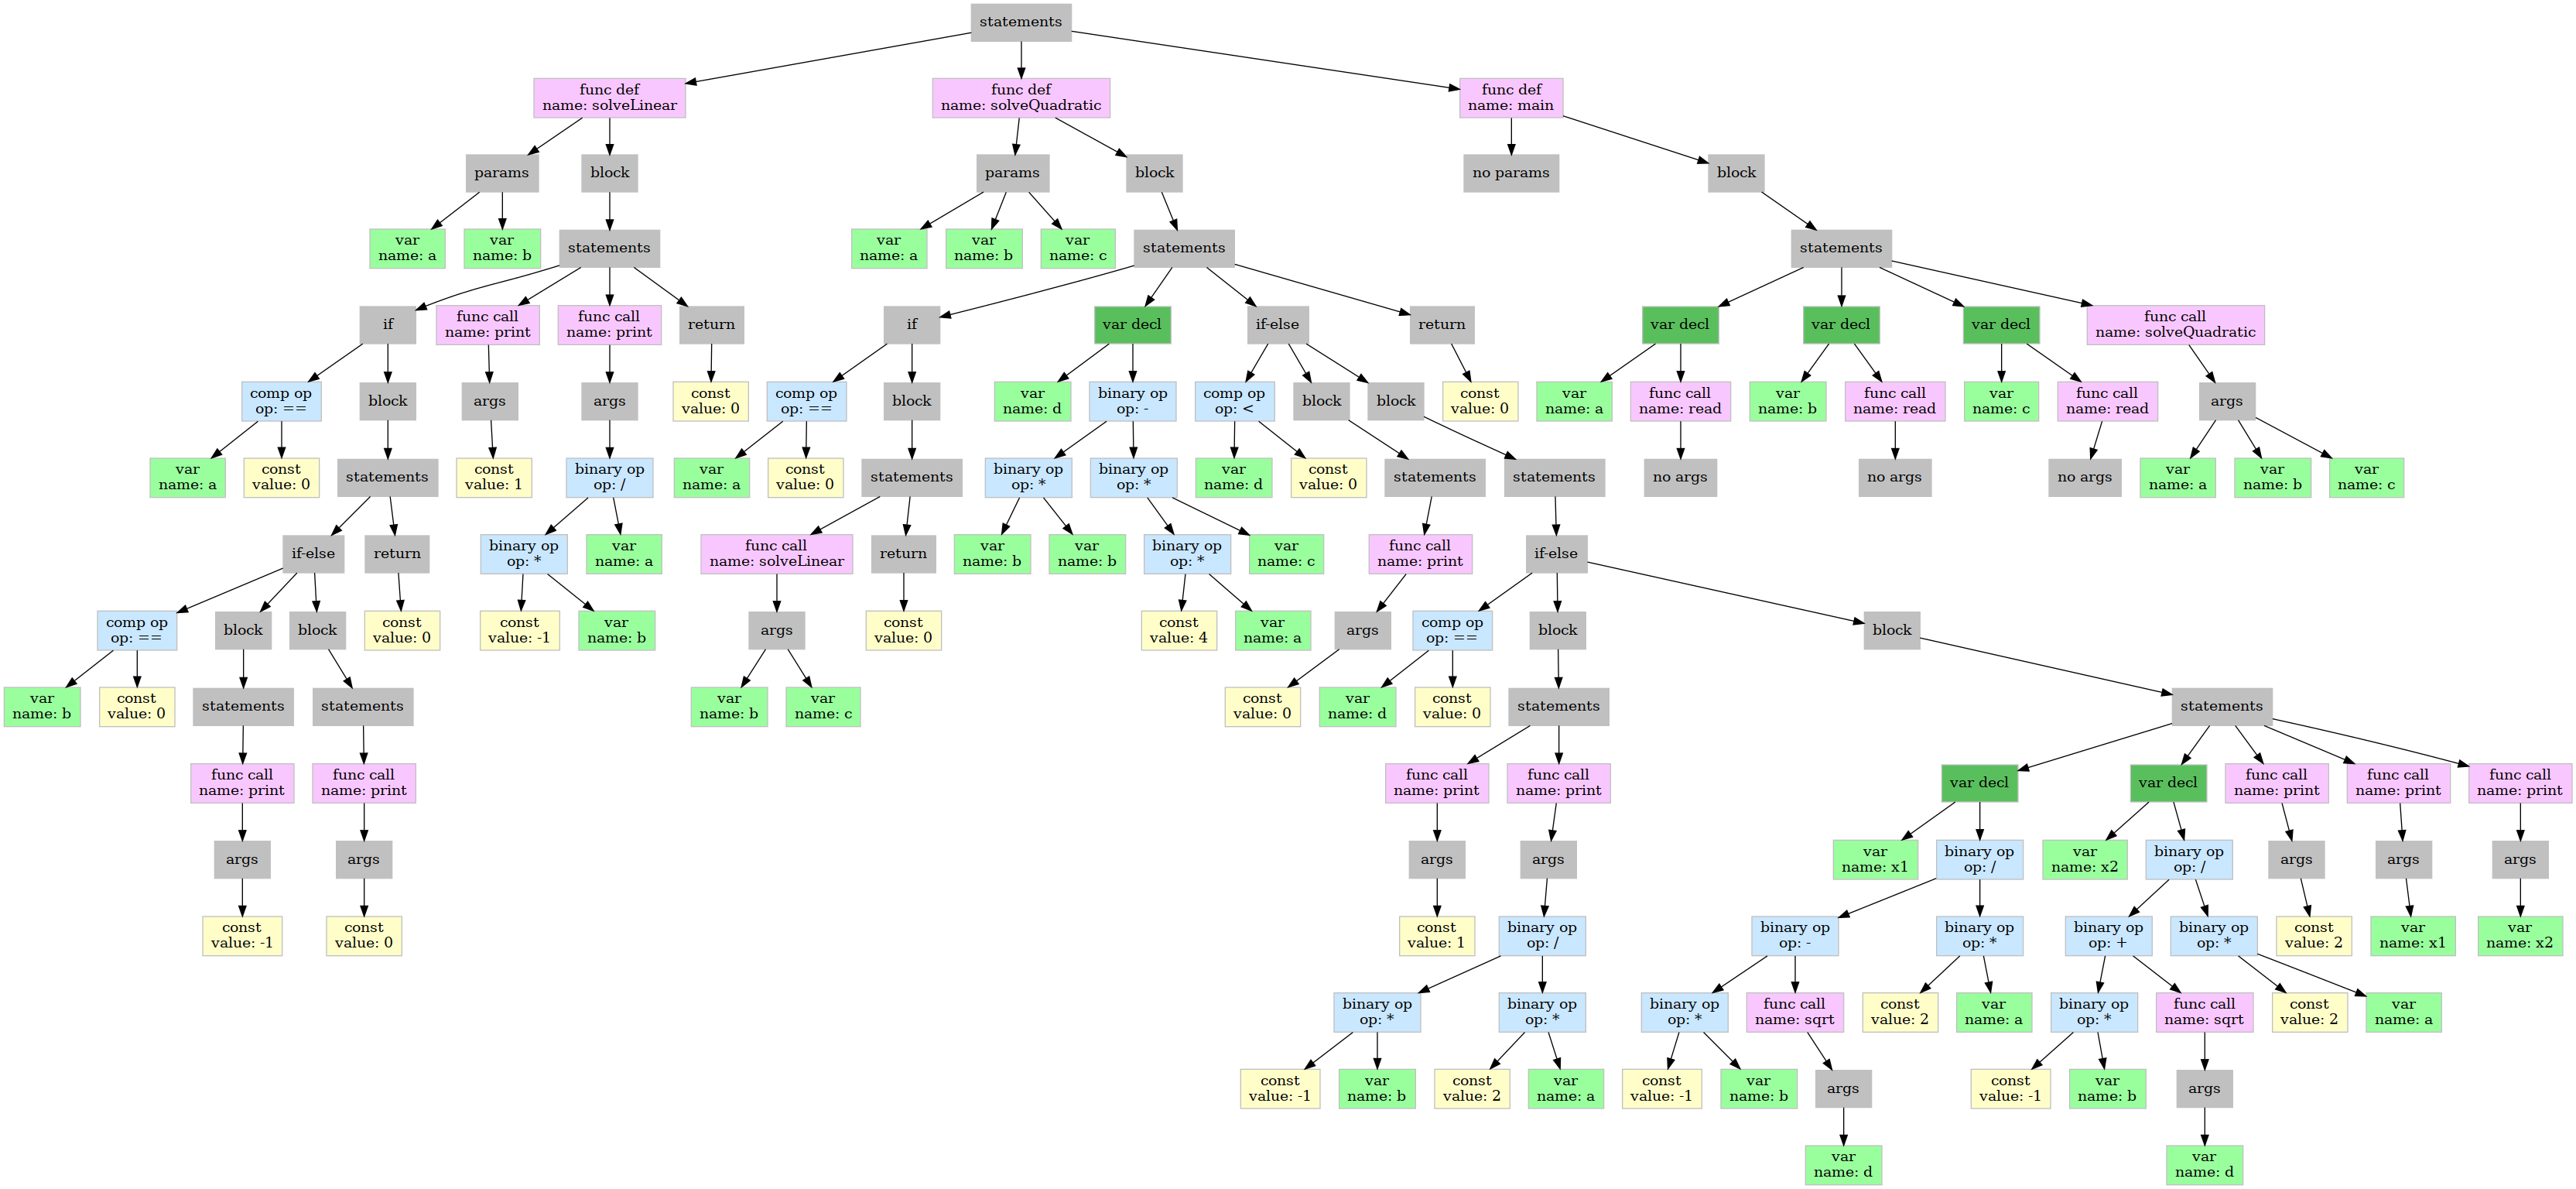 statements
func def
name: solveLinear
func def
name: solveQuadratic
func def
name: main
params
block
params
block
no params
block
var
name: a
var
name: b
statements
var
name: a
var
name: b
var
name: c
statements
statements
if
func call
name: print
func call
name: print
return
if
var decl
if-else
return
var decl
var decl
var decl
func call
name: solveQuadratic
comp op
op: ==
block
args
args
const
value: 0
comp op
op: ==
block
var
name: d
binary op
op: -
comp op
op: <
block
block
const
value: 0
var
name: a
func call
name: read
var
name: b
func call
name: read
var
name: c
func call
name: read
args
var
name: a
const
value: 0
statements
const
value: 1
binary op
op: /
var
name: a
const
value: 0
statements
binary op
op: *
binary op
op: *
var
name: d
const
value: 0
statements
statements
no args
no args
no args
var
name: a
var
name: b
var
name: c
if-else
return
binary op
op: *
var
name: a
func call
name: solveLinear
return
var
name: b
var
name: b
binary op
op: *
var
name: c
func call
name: print
if-else
comp op
op: ==
block
block
const
value: 0
const
value: -1
var
name: b
args
const
value: 0
const
value: 4
var
name: a
args
comp op
op: ==
block
block
var
name: b
const
value: 0
statements
statements
var
name: b
var
name: c
const
value: 0
var
name: d
const
value: 0
statements
statements
func call
name: print
func call
name: print
func call
name: print
func call
name: print
var decl
var decl
func call
name: print
func call
name: print
func call
name: print
args
args
args
args
var
name: x1
binary op
op: /
var
name: x2
binary op
op: /
args
args
args
const
value: -1
const
value: 0
const
value: 1
binary op
op: /
binary op
op: -
binary op
op: *
binary op
op: +
binary op
op: *
const
value: 2
var
name: x1
var
name: x2
binary op
op: *
binary op
op: *
binary op
op: *
func call
name: sqrt
const
value: 2
var
name: a
binary op
op: *
func call
name: sqrt
const
value: 2
var
name: a
const
value: -1
var
name: b
const
value: 2
var
name: a
const
value: -1
var
name: b
args
const
value: -1
var
name: b
args
var
name: d
var
name: d